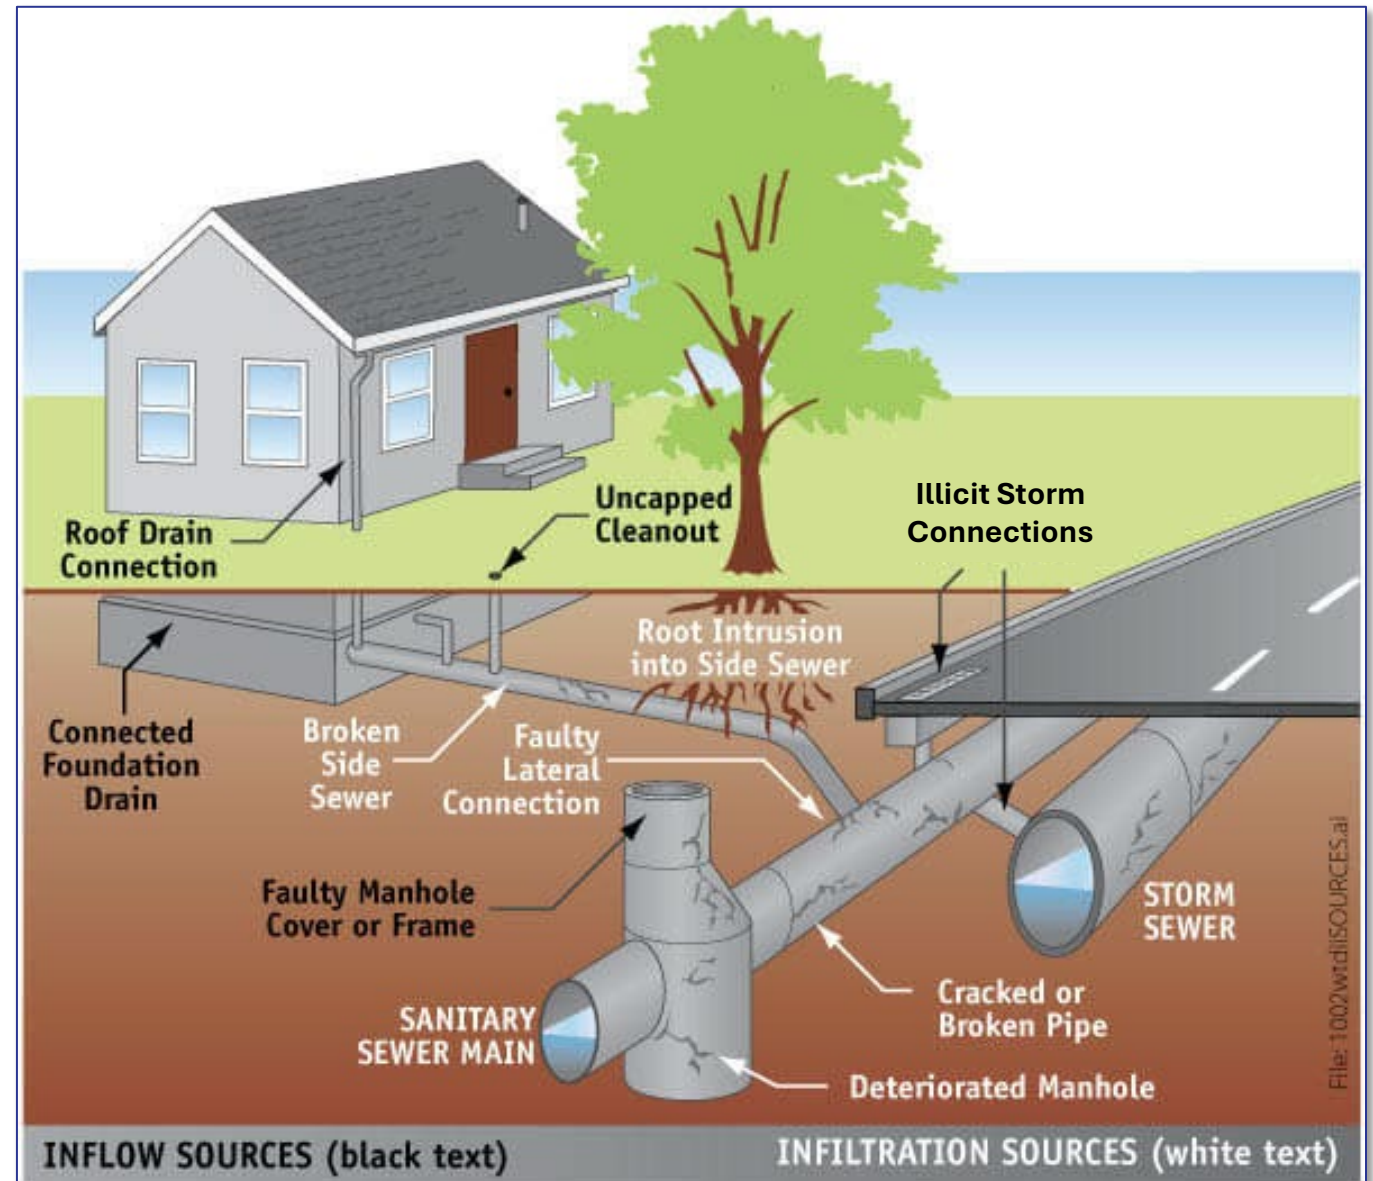 Roof Drain
Connection
Uncapped
Cleanout
Illicit Storm
Connections
Root Intrusion
into Side Sewer
Connected
Foundation
Drain
Broken
Side
Sewer
Faulty
Lateral
Connection
Faulty Manhole
Cover or Frame
STORM
SEWER
SANITARY
SEWER MAIN
Cracked or
Broken Pipe
Deteriorated Manhole
File: 1002wtdIISOURCES.ai
INFLOW SOURCES (black text)
INFILTRATION SOURCES (white text)